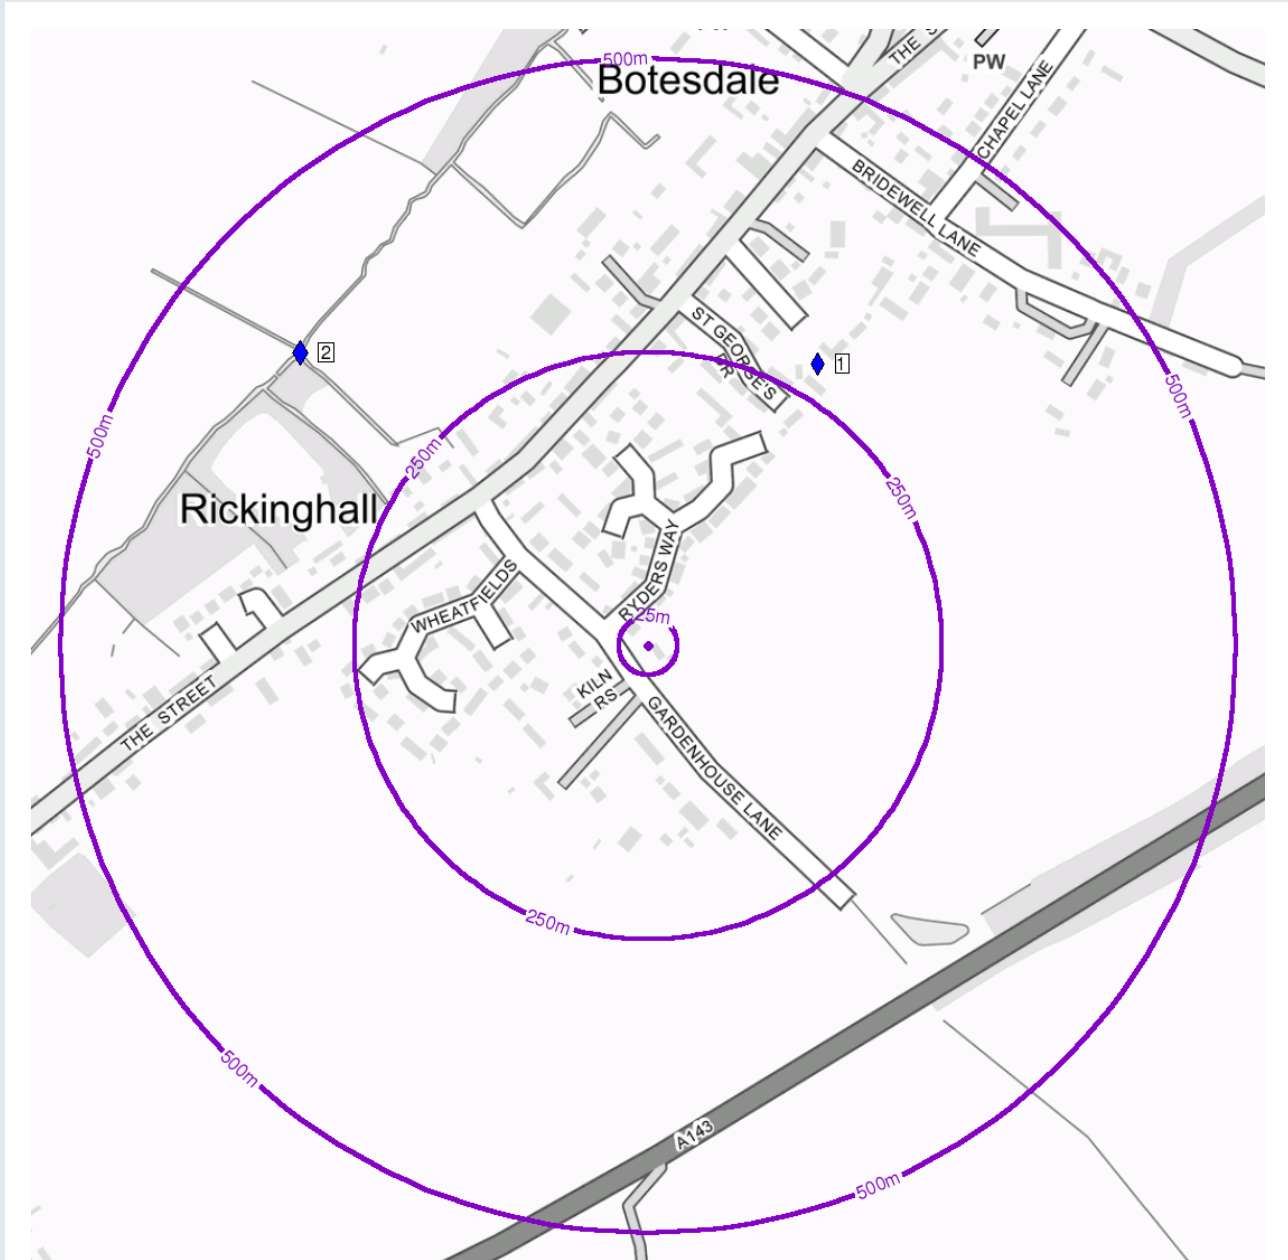 500m
Botesdale
THE S
PW
CHAPEL LANE
BRIDEWELL LANE
ST GEORGE'S
DR
1
2
500m
500m
250m
250m
Rickinghall
RYDERS WAY
WHEATFIELDS
25m
KILN
RS
GARDENHOUSE LANE
THE STREET
250m
500m
A143
500m